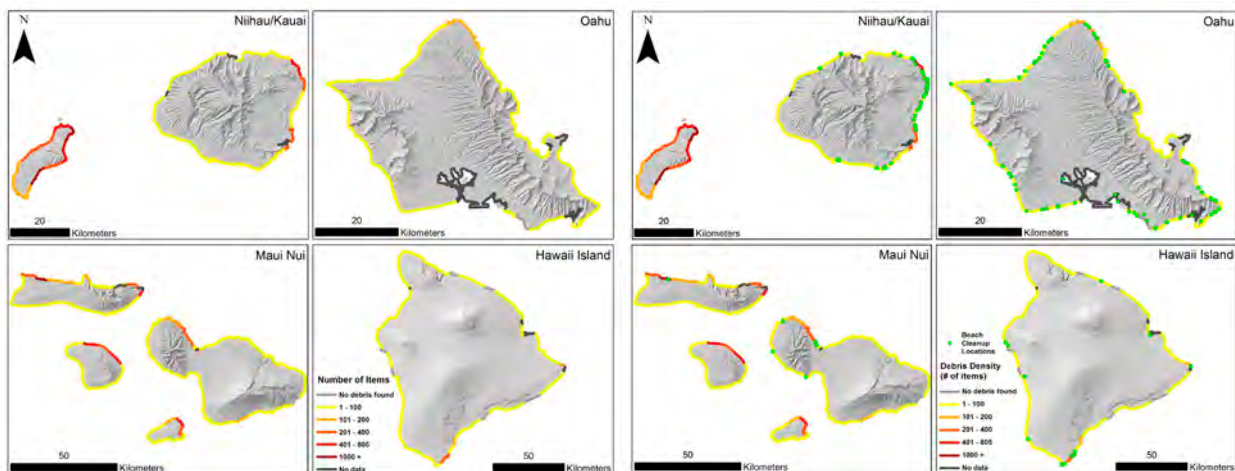 N
Niihau/Kauai
20
Kilometers
Oahu
20
Kilometers
Maui Nui
50
Kilometers
Hawaii Island
Number of Items
No debris found
1 - 100
101 - 200
201 - 400
401 - 805
1000 +
No data
50
Kilometers
N
Niihau/Kauai
20
Kilometers
Oahu
20
Kilometers
Maui Nui
50
Kilometers
Hawaii Island
Beach
Cleanup
Locations
Debris Density
(# of items)
No debris found
1 - 100
101 - 200
201 - 400
401 - 805
1000 +
No data
50
Kilometers